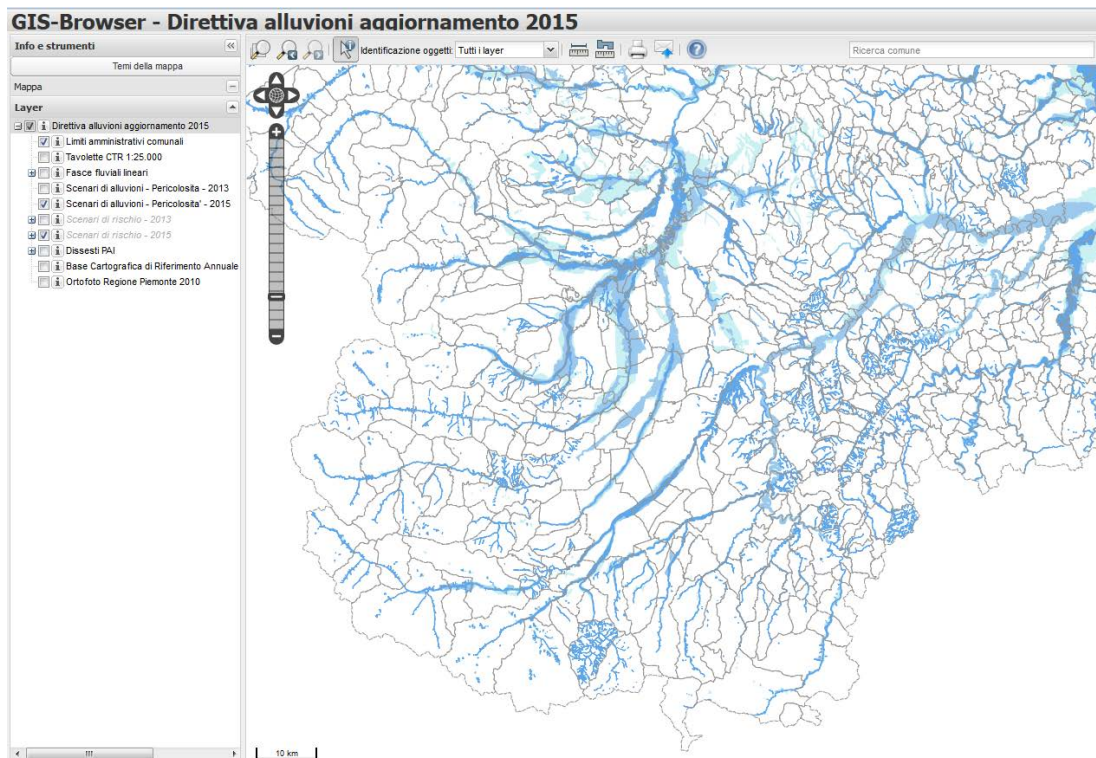 GIS-Browser - Direttiva alluvioni aggiornamento 2015
Info e strumenti
Temi della mappa
Mappa
Layer
Direttiva alluvioni aggiornamento 2015
Limiti amministrativi comunali
Tavolette CTR 1:25.000
Fasce fluviali lineari
Scenari di alluvioni - Pericolosita - 2013
Scenari di alluvioni - Pericolosita' - 2015
Scenari di rischio - 2013
Scenari di rischio - 2015
Dissesti PAI
Base Cartografica di Riferimento Annuale
Ortofoto Regione Piemonte 2010
Identificazione oggetti: Tutti i layer
Ricerca comune
10 km